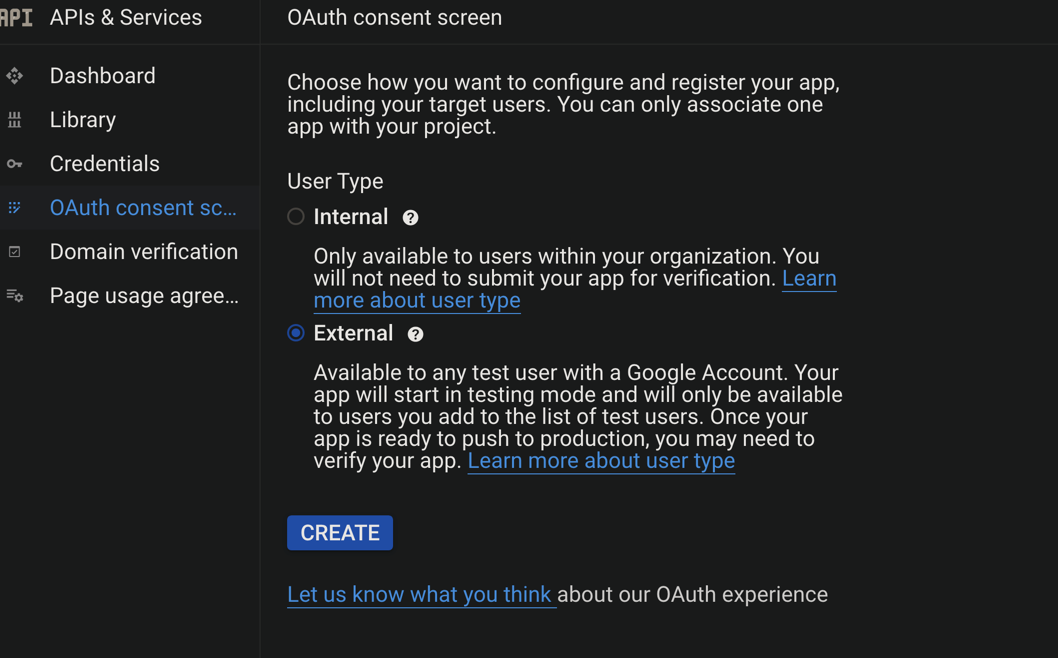 API APIs & Services
OAuth consent screen
Dashboard
Library
Credentials
OAuth consent sc...
Domain verification
Page usage agree...
Choose how you want to configure and register your app,
including your target users. You can only associate one
app with your project.
User Type
Internal
Only available to users within your organization. You
will not need to submit your app for verification. Learn
more about user type
External
Available to any test user with a Google Account. Your
app will start in testing mode and will only be available
to users you add to the list of test users. Once your
app is ready to push to production, you may need to
verify your app. Learn more about user type
CREATE
Let us know what you think about our OAuth experience